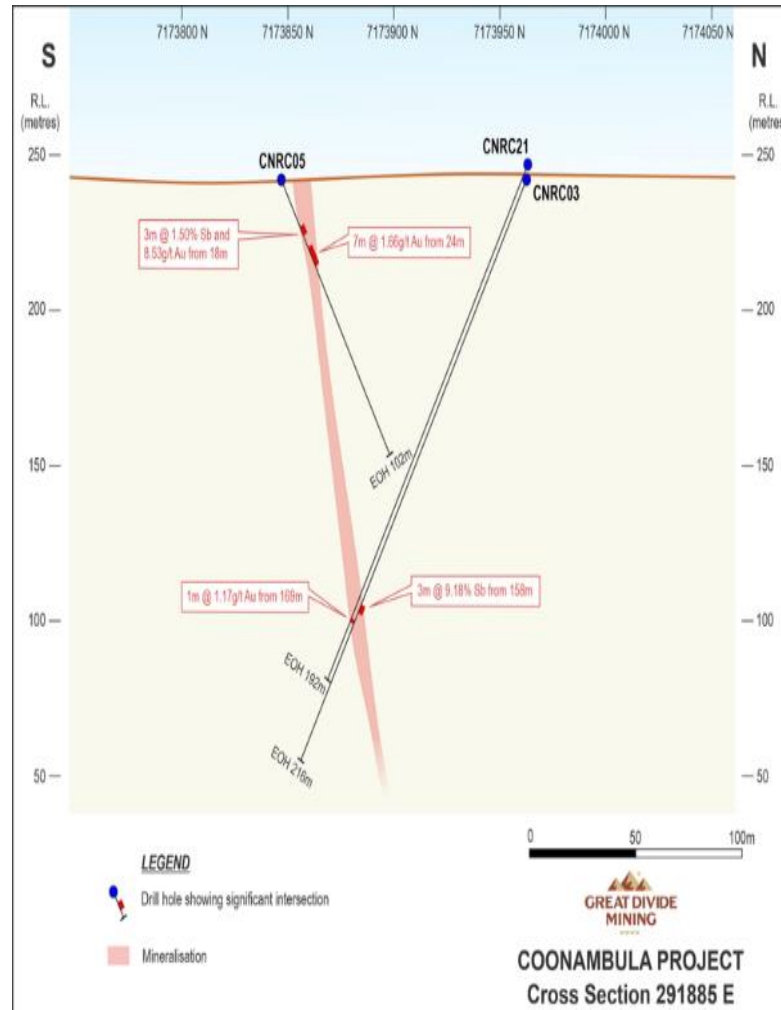 7173800 N
7173850 N
7173900 N
7173950 N
7174000 N
7174050 N
S
N
R.L.
(metres)
R.L.
(metres)
250
250
CNRC05
CNRC21
CNRC03
3m @ 1.50% Sb and
8.53g/t Au from 18m
7m @ 1.66g/t Au from 24m
200
200
150
150
EOH 102m
1m @ 1.17g/t Au from 169m
3m @ 9.18% Sb from 158m
100
100
EOH 192m
EOH 216m
50
50
0
50
100m
LEGEND
Drill hole showing significant intersection
Mineralisation
GREAT DIVIDE
MINING
COONAMBULA PROJECT
Cross Section 291885 E